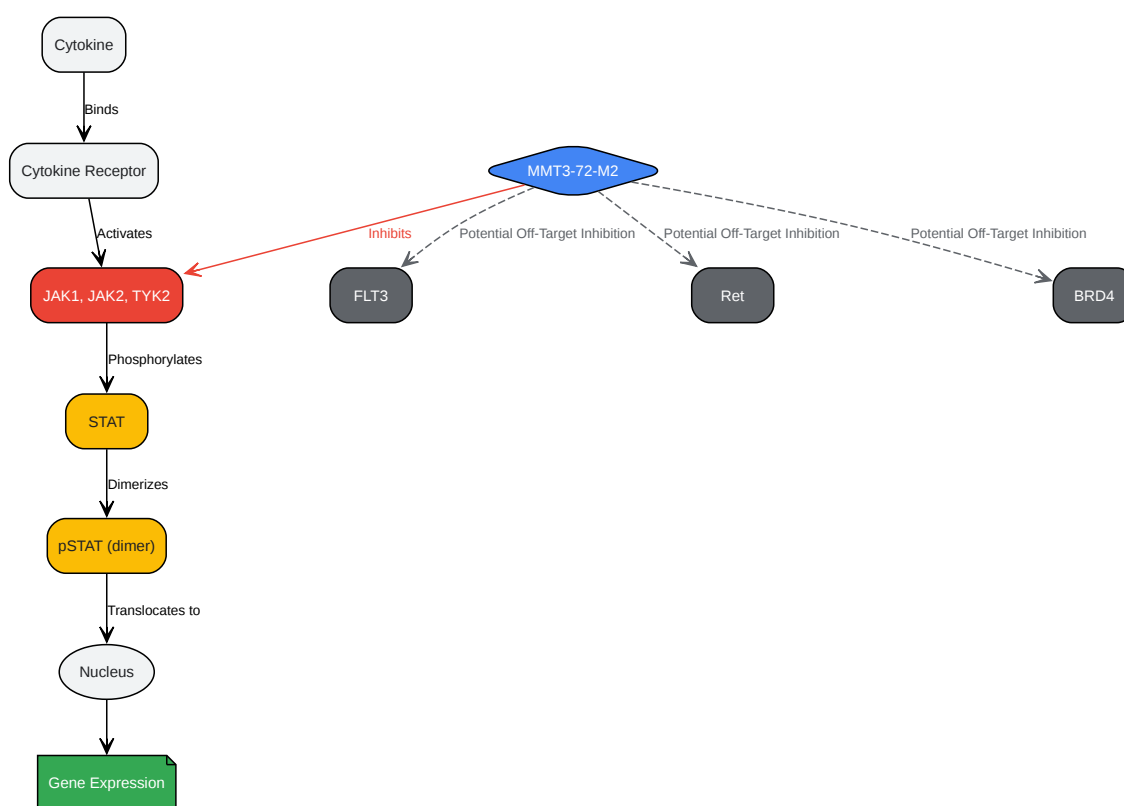 Cytokine
Binds
Cytokine Receptor
MMT3-72-M2
Activates
Inhibits
Potential Off-Target Inhibition
Potential Off-Target Inhibition
Potential Off-Target Inhibition
JAK1, JAK2, TYK2
FLT3
Ret
BRD4
Phosphorylates
STAT
Dimerizes
pSTAT (dimer)
Translocates to
Nucleus
Gene Expression